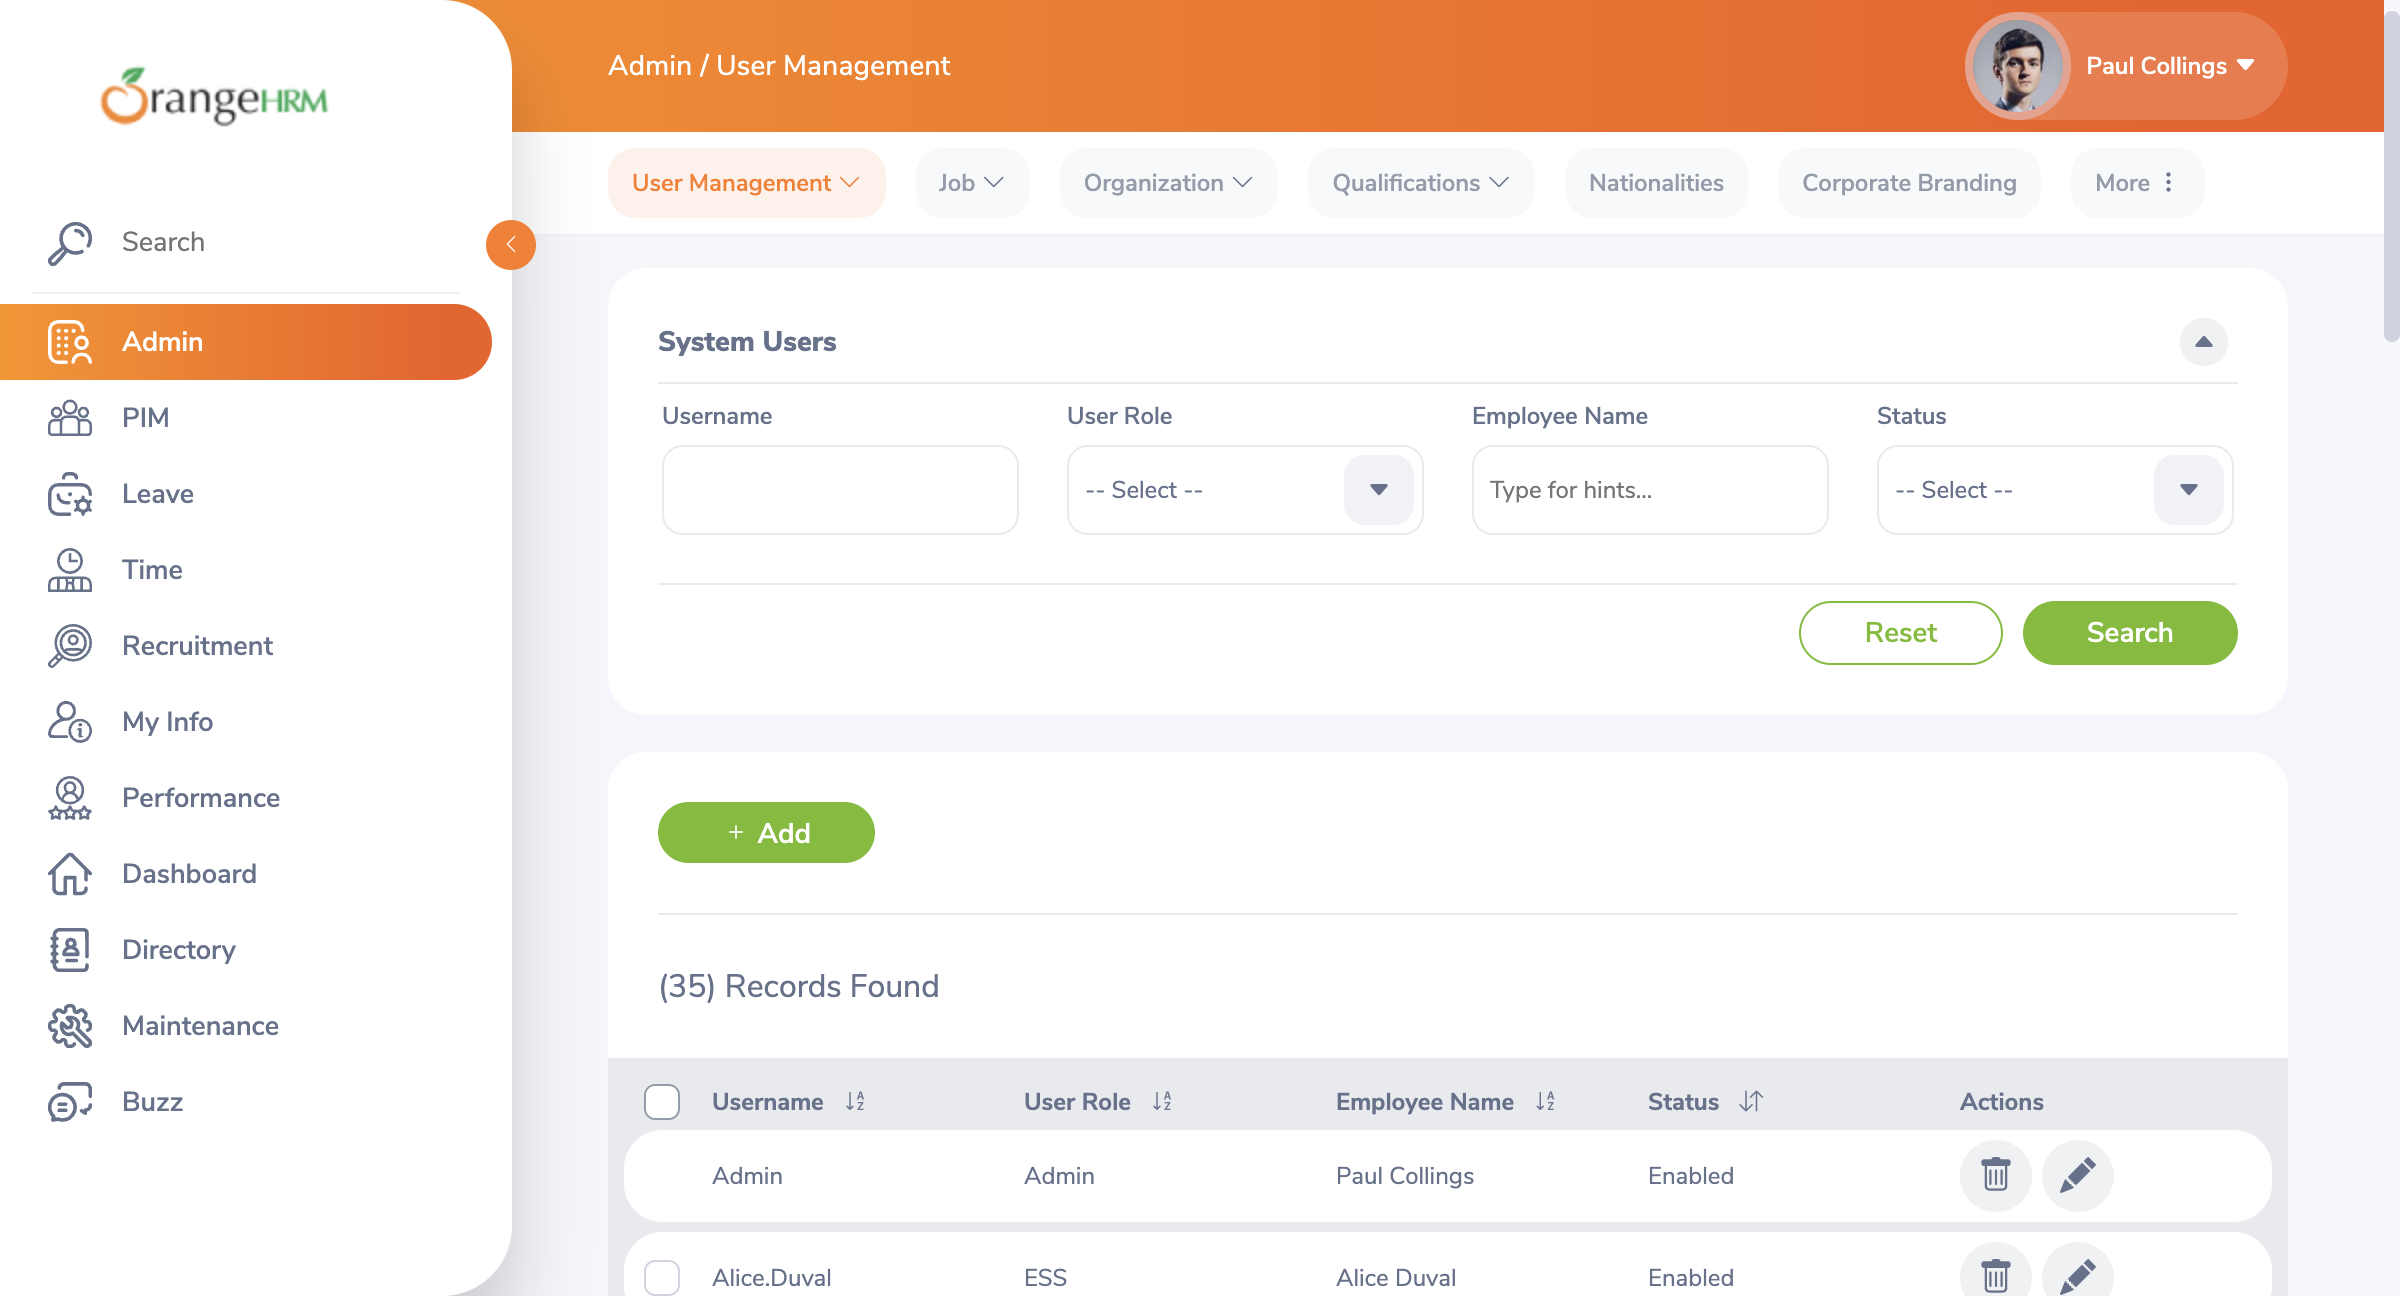 OrangeHRM
Search
Admin
PIM
Leave
Time
Recruitment
My Info
Performance
Dashboard
Directory
Maintenance
Buzz
Admin / User Management
Paul Collings
User Management
Job
Organization
Qualifications
Nationalities
Corporate Branding
More
System Users
Username
User Role
Employee Name
Status
-- Select --
Type for hints...
-- Select --
Reset
Search
+ Add
(35) Records Found
Username
User Role
Employee Name
Status
Actions
Admin
Admin
Paul Collings
Enabled
Alice.Duval
ESS
Alice Duval
Enabled